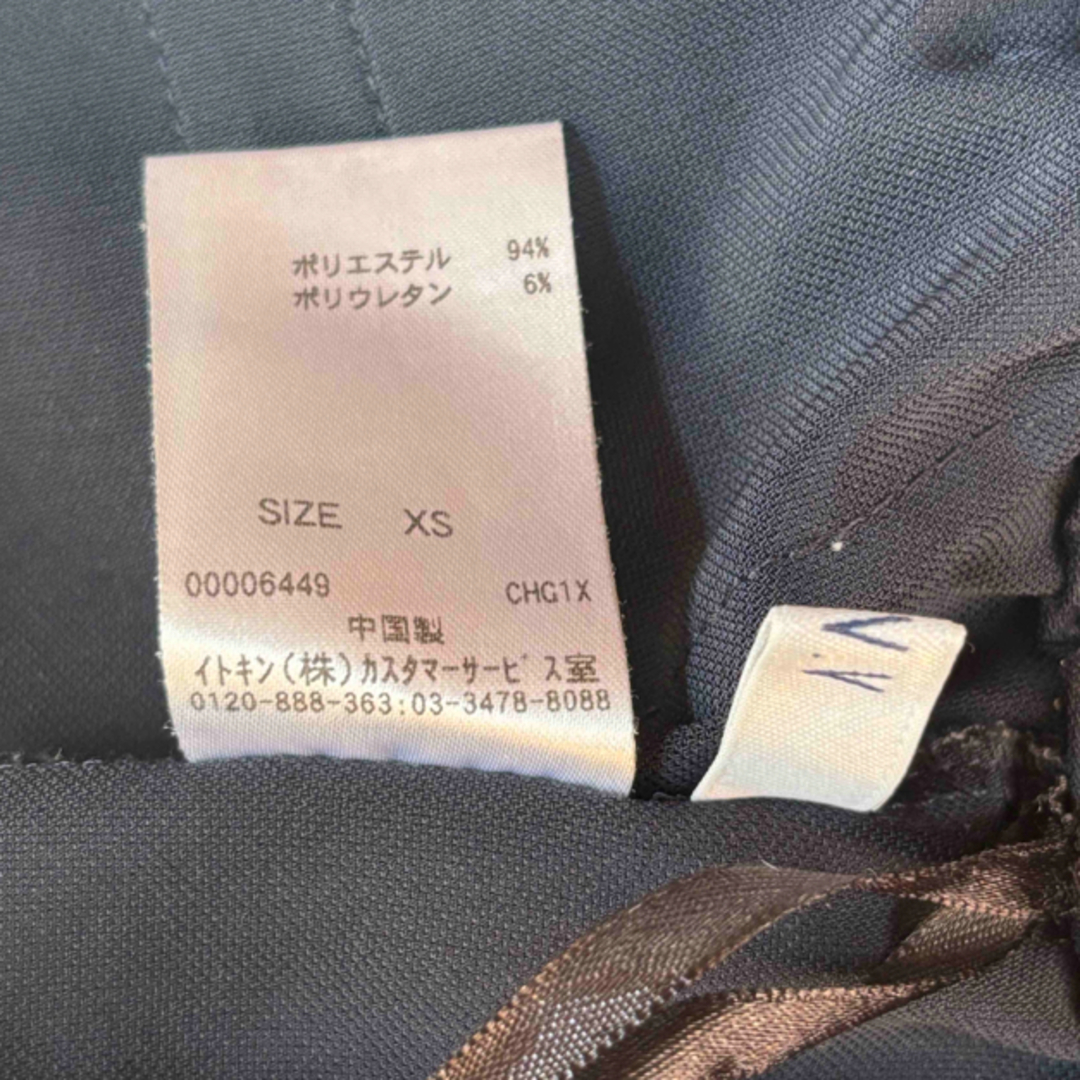 ポリエステル 94%
ポリウレタン 6%
SIZE XS
00006449 CHG1X
中国製
イトキン(株)カスタマーサービス室
0120-888-363:03-3478-8088